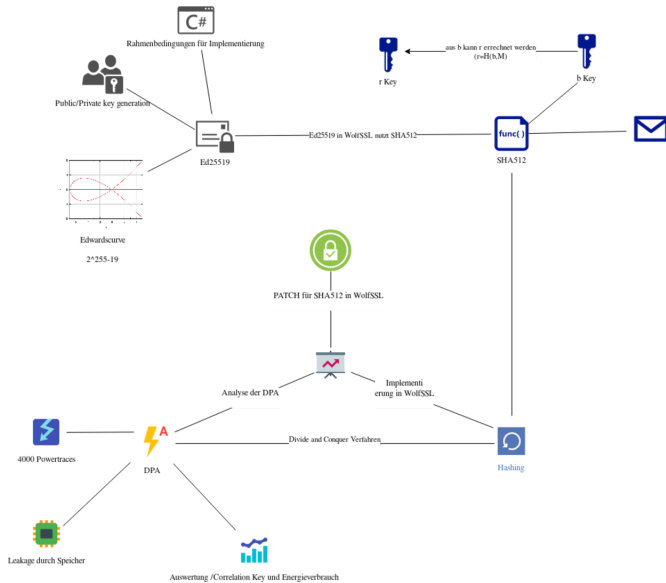 C#
Rahmenbedingungen für Implementierung
aus b kann r errechnet werden
(r=H(b,M)
r Key
b Key
Public/Private key generation
Ed25519 in WolfSSL nutzt SHA512
func( )
Ed25519
SHA512
Edwardscurve
2^255-19
PATCH für SHA512 in WolfSSL
Analyse der DPA
Implementi
erung in WolfSSL
A
4000 Powertraces
DPA
Divide and Conquer Verfahren
Hashing
Leakage durch Speicher
Auswertung /Correlation Key und Energieverbrauch